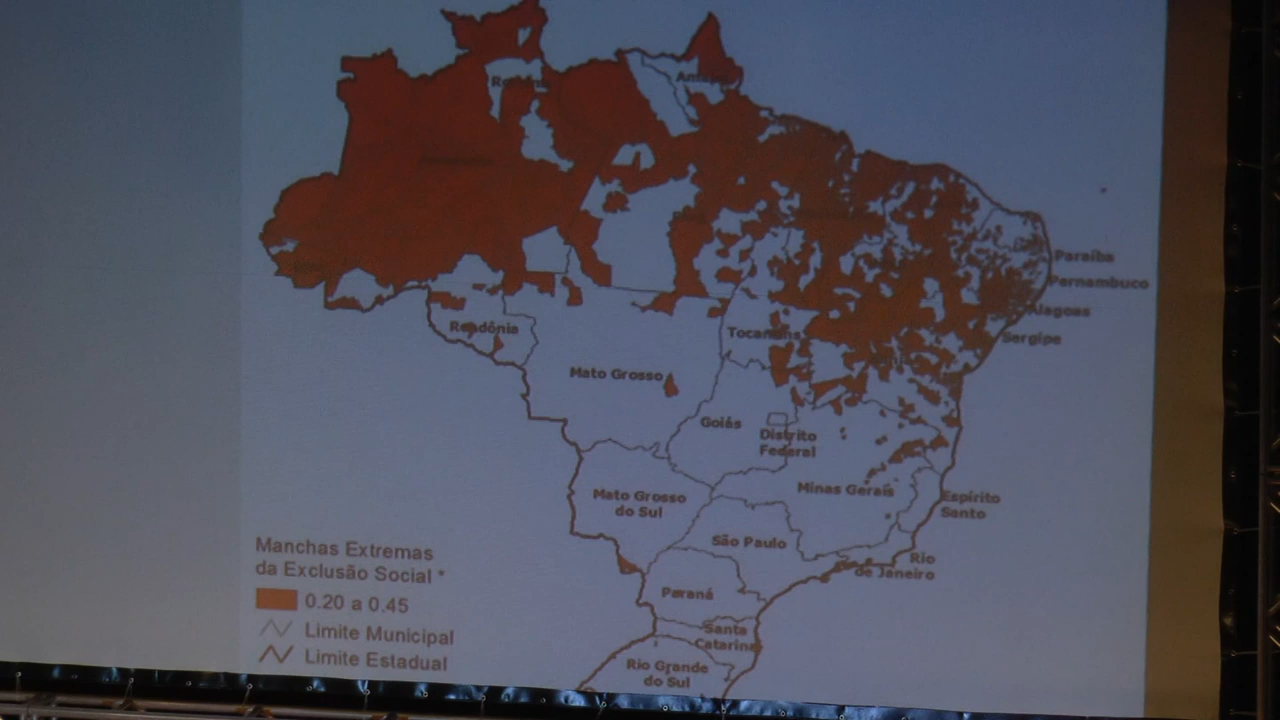 Paraíba
Pernambuco
Alagoas
Sergipe
Rondônia
Tocantins
Mato Grosso
Goiás
Distrito
Federal
Minas Gerais
Mato Grosso
do Sul
Espírito
Santo
São Paulo
Rio
de Janeiro
Paraná
Santa
Catarina
Rio Grande
do Sul
Manchas Extremas
da Exclusão Social *
0.20 a 0.45
Limite Municipal
Limite Estadual